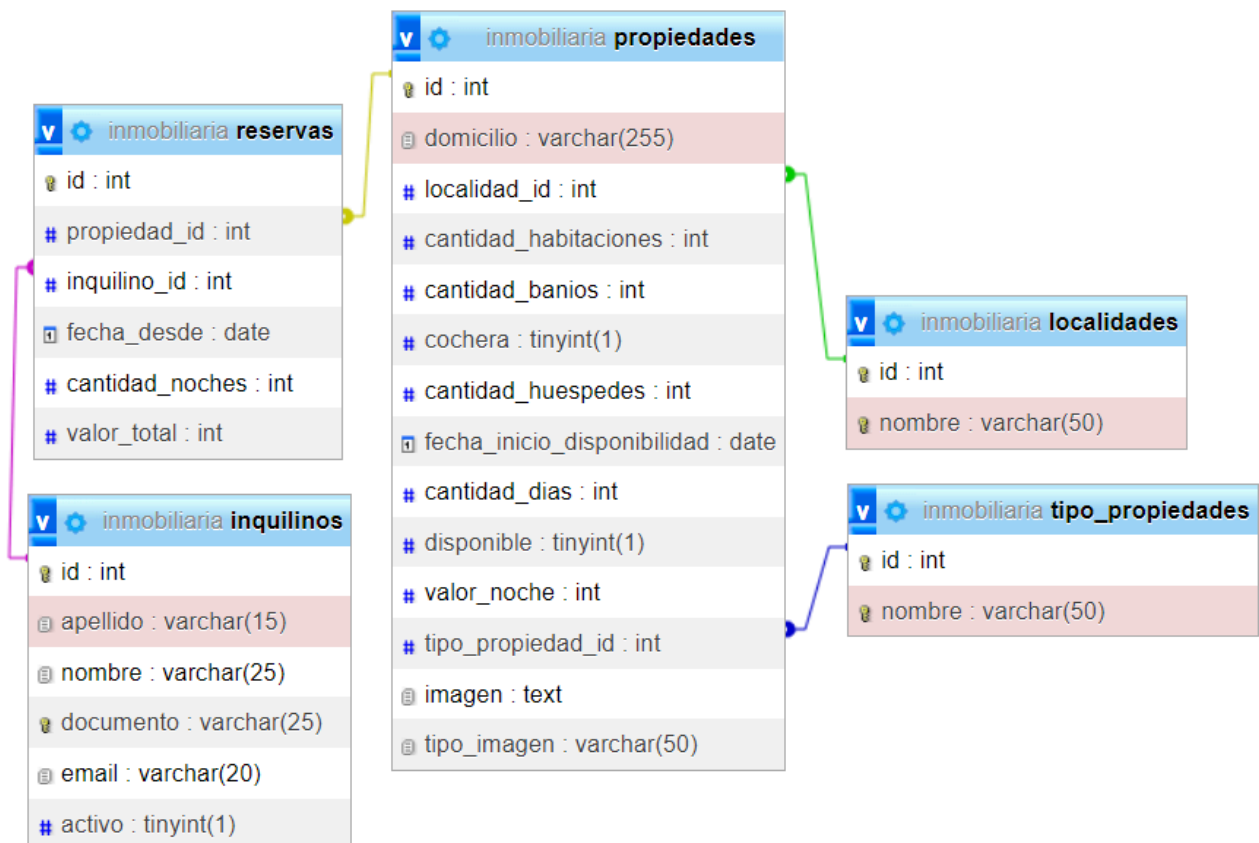 inmobiliaria reservas
id : int
propiedad_id : int
inquilino_id : int
fecha_desde : date
cantidad_noches : int
valor_total : int
inmobiliaria inquilinos
id : int
apellido : varchar(15)
nombre : varchar(25)
documento : varchar(25)
email : varchar(20)
activo : tinyint(1)
inmobiliaria propiedades
id : int
domicilio : varchar(255)
localidad_id : int
cantidad_habitaciones : int
cantidad_banios : int
cochera : tinyint(1)
cantidad_huespedes : int
fecha_inicio_disponibilidad : date
cantidad_dias : int
disponible : tinyint(1)
valor_noche : int
tipo_propiedad_id : int
imagen : text
tipo_imagen : varchar(50)
inmobiliaria localidades
id : int
nombre : varchar(50)
inmobiliaria tipo_propiedades
id : int
nombre : varchar(50)